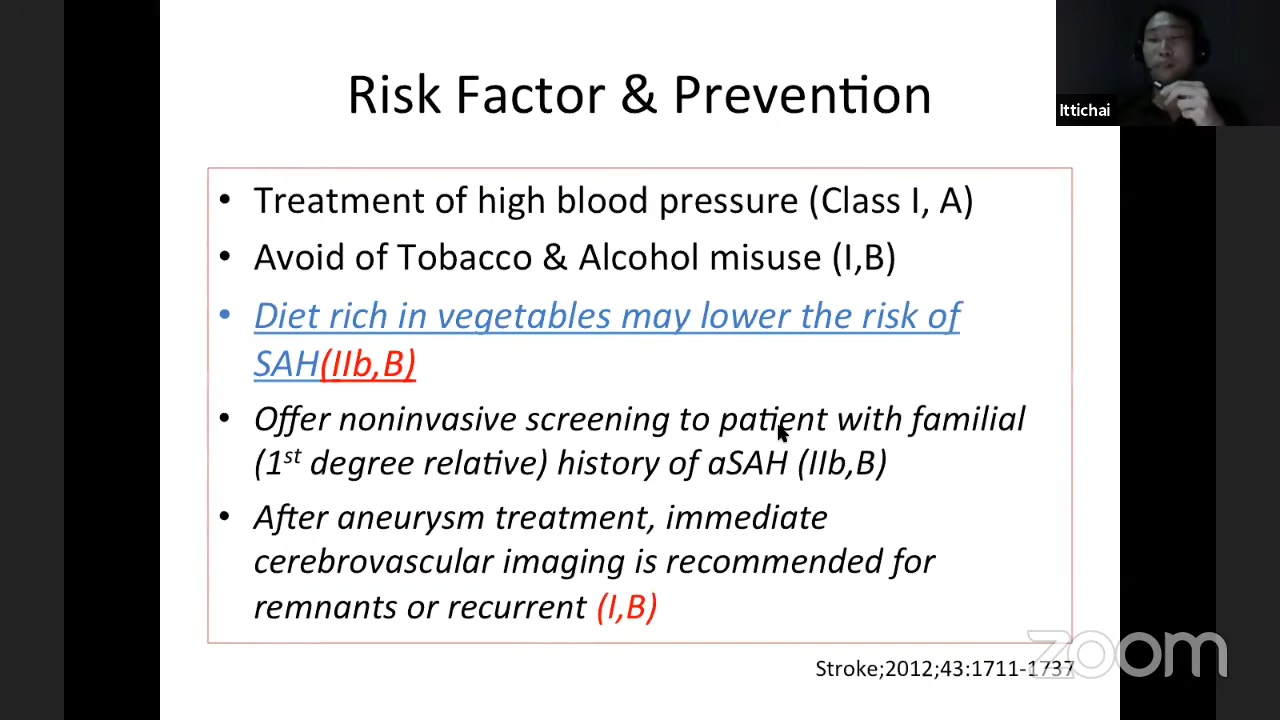 Risk Factor & Prevention
Ittichai
• Treatment of high blood pressure (Class I, A)
• Avoid of Tobacco & Alcohol misuse (I,B)
• Diet rich in vegetables may lower the risk of
SAH(IIb,B)
• Offer noninvasive screening to patient with familial
(1st degree relative) history of aSAH (IIb,B)
• After aneurysm treatment, immediate
cerebrovascular imaging is recommended for
remnants or recurrent (I,B)
zoom
Stroke;2012;43:1711-1737